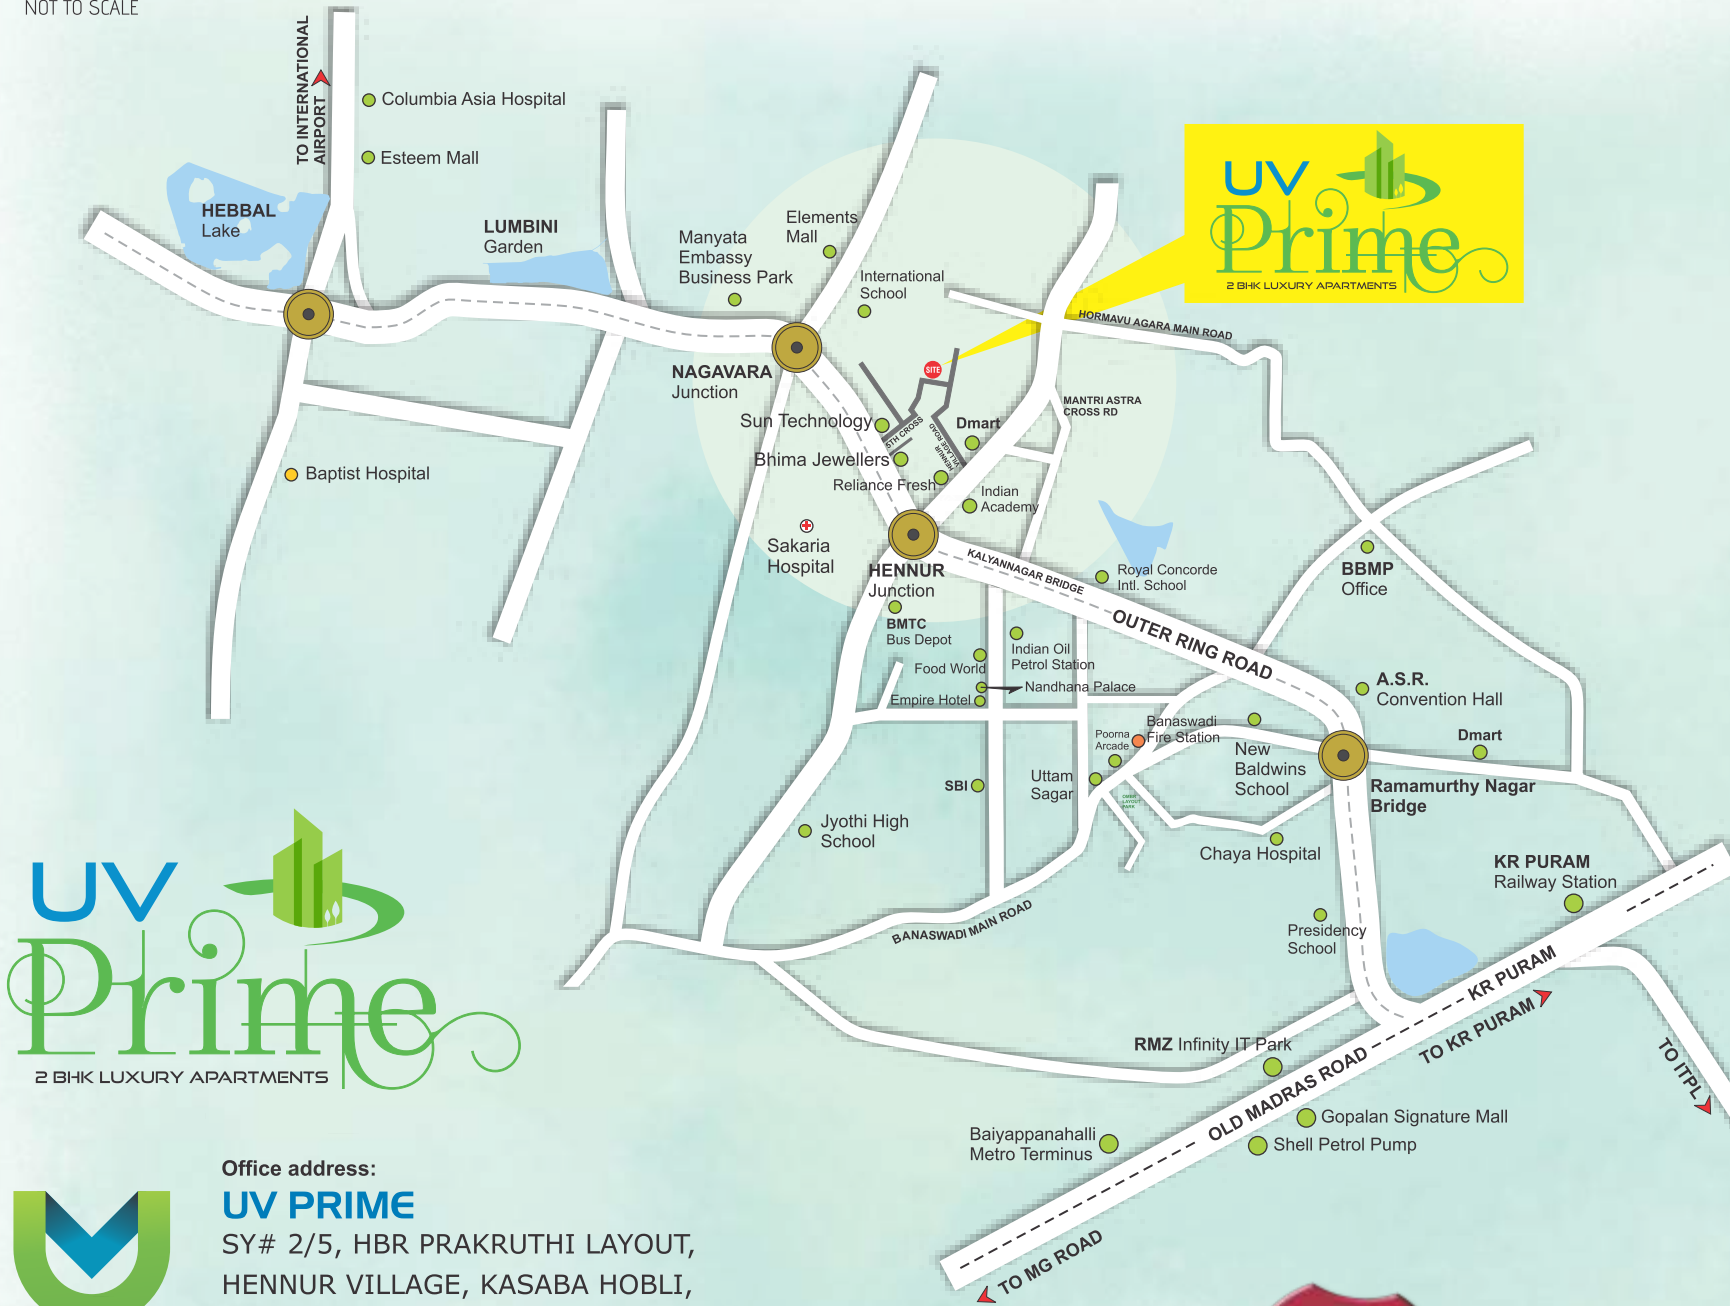 NOT TO SCALE
TO INTERNATIONAL
AIRPORT
Columbia Asia Hospital
Esteem Mall
HEBBAL
Lake
LUMBINI
Garden
Manyata
Embassy
Business Park
Elements
Mall
International
School
UV
Prime
2 BHK LUXURY APARTMENTS
HORMAVU AGARA MAIN ROAD
NAGAVARA
Junction
SITE
MANTRI ASTRA
CROSS RD
Sun Technology
5TH CROSS
HENNUR
VILLAGE ROAD
Dmart
Bhima Jewellers
Reliance Fresh
Indian
Academy
Baptist Hospital
Sakaria
Hospital
HENNUR
Junction
KALYANNAGAR BRIDGE
Royal Concorde
Intl. School
BBMP
Office
OUTER RING ROAD
BMTC
Bus Depot
Indian Oil
Petrol Station
Food World
Nandhana Palace
Empire Hotel
A.S.R.
Convention Hall
Banaswadi
Fire Station
Poorna
Arcade
New
Baldwins
School
Dmart
Ramamurthy Nagar
Bridge
SBI
Uttam
Sagar
OMBR
LAYOUT
PARK
Jyothi High
School
Chaya Hospital
KR PURAM
Railway Station
BANASWADI MAIN ROAD
Presidency
School
KR PURAM
TO KR PURAM
RMZ Infinity IT Park
OLD MADRAS ROAD
TO ITPL
Gopalan Signature Mall
Shell Petrol Pump
Baiyappanahalli
Metro Terminus
TO MG ROAD
UV
Prime
2 BHK LUXURY APARTMENTS
Office address:
UV PRIME
SY# 2/5, HBR PRAKRUTHI LAYOUT,
HENNUR VILLAGE, KASABA HOBLI,